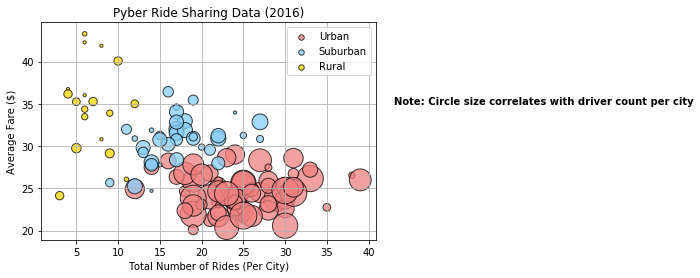 Pyber Ride Sharing Data (2016)
Urban
Suburban
Rural
Note: Circle size correlates with driver count per city
Average Fare ($)
40
35
30
25
20
5
10
15
20
25
30
35
40
Total Number of Rides (Per City)